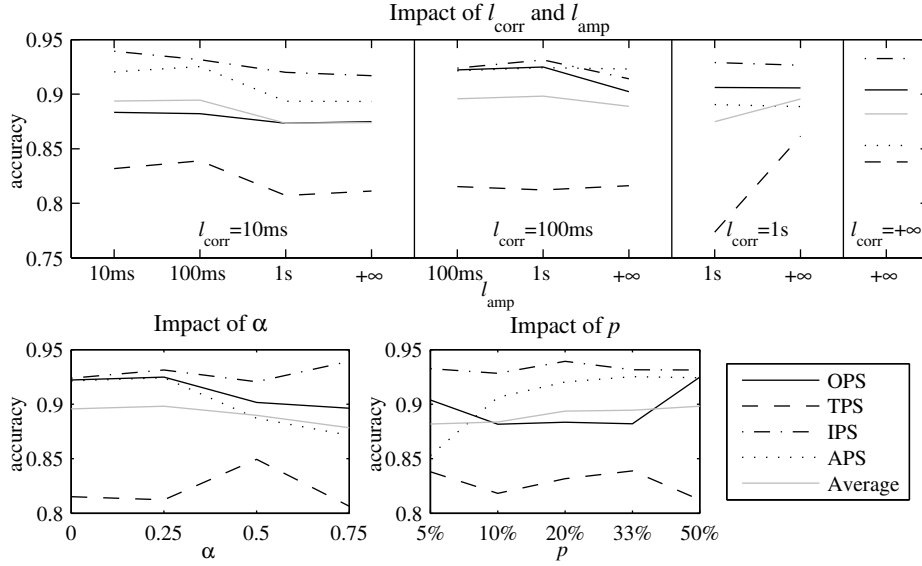 Impact of l_corr and l_amp
accuracy
0.95
0.9
0.85
0.8
0.75
l_corr=10ms
l_corr=100ms
l_corr=1s
l_corr=+∞
10ms 100ms 1s +∞ 100ms 1s +∞ 1s +∞ +∞
l_amp
Impact of α
accuracy
0.95
0.9
0.85
0.8
0 0.25 0.5 0.75
α
Impact of p
accuracy
0.95
0.9
0.85
0.8
5% 10% 20% 33% 50%
p
OPS
TPS
IPS
APS
Average